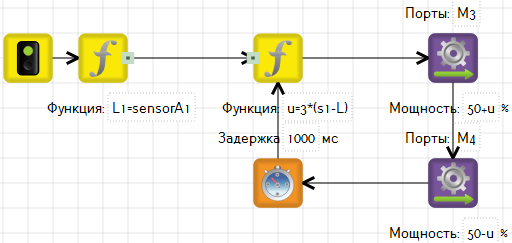 Порты: M3
Функция: L1=sensorA1
Функция: u=3*(s1-L)
Мощность: 50+u %
Задержка 1000 мс
Порты: M4
Мощность: 50-u %